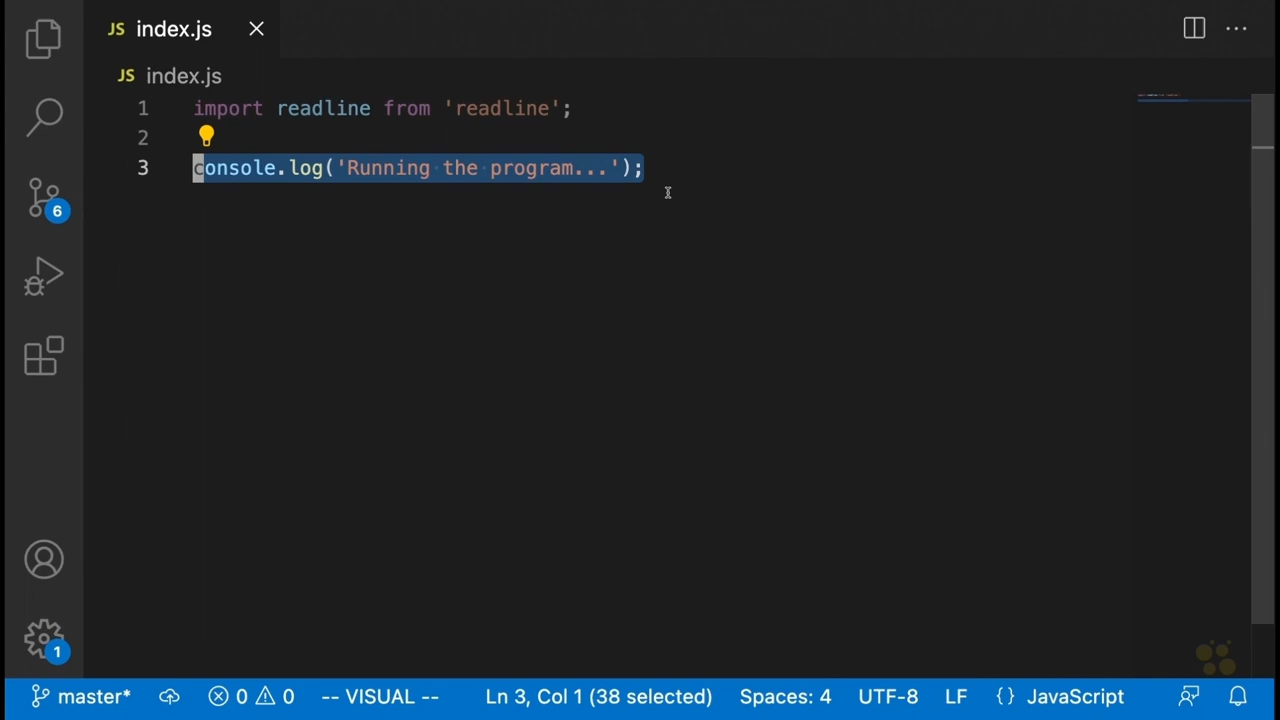 JS index.js
JS index.js
1 import readline from 'readline';
2
3 console.log('Running the program...');
6
1
master* 0 0 -- VISUAL -- Ln 3, Col 1 (38 selected) Spaces: 4 UTF-8 LF {} JavaScript